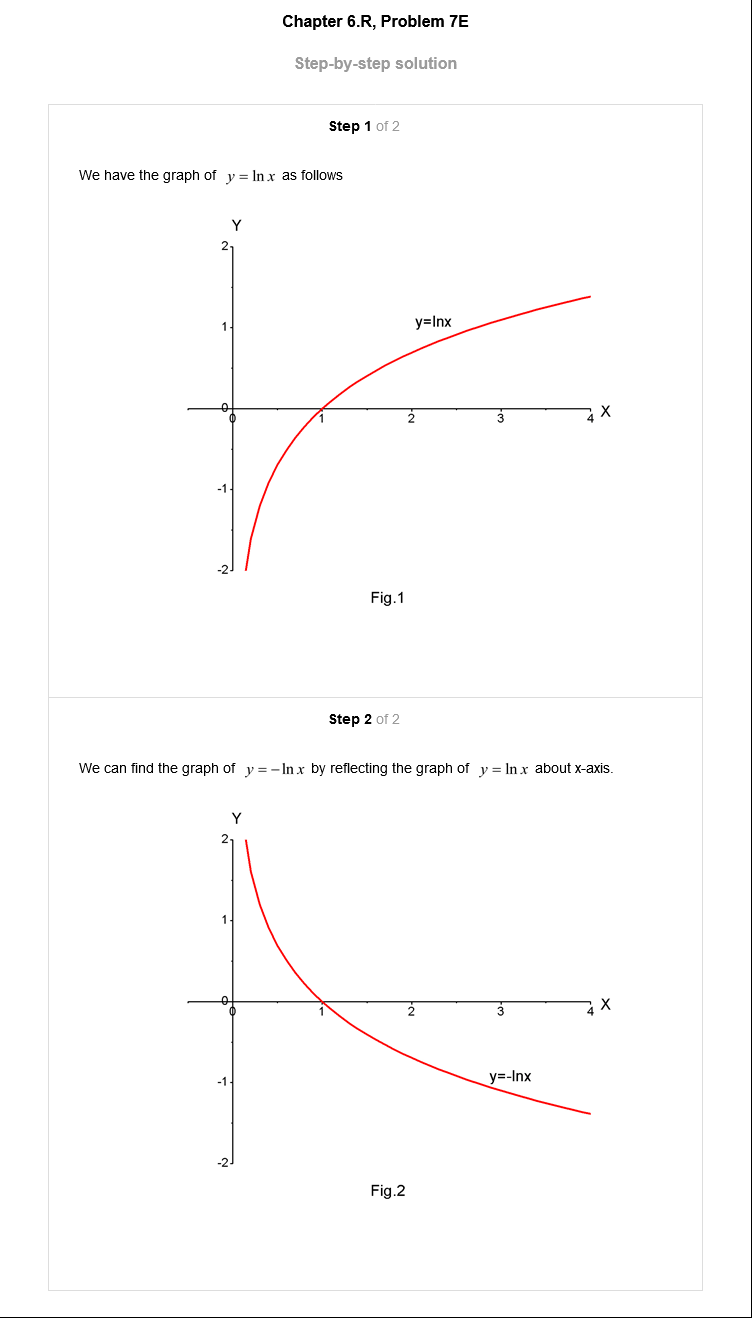 Chapter 6.R, Problem 7E
Step-by-step solution
Step 1 of 2
We have the graph of y = ln x as follows
Y
2
1
y=lnx
0
0 1 2 3 4 X
-1
-2
Fig.1
Step 2 of 2
We can find the graph of y = − ln x by reflecting the graph of y = ln x about x-axis.
Y
2
1
0
0 1 2 3 4 X
y=-lnx
-1
-2
Fig.2